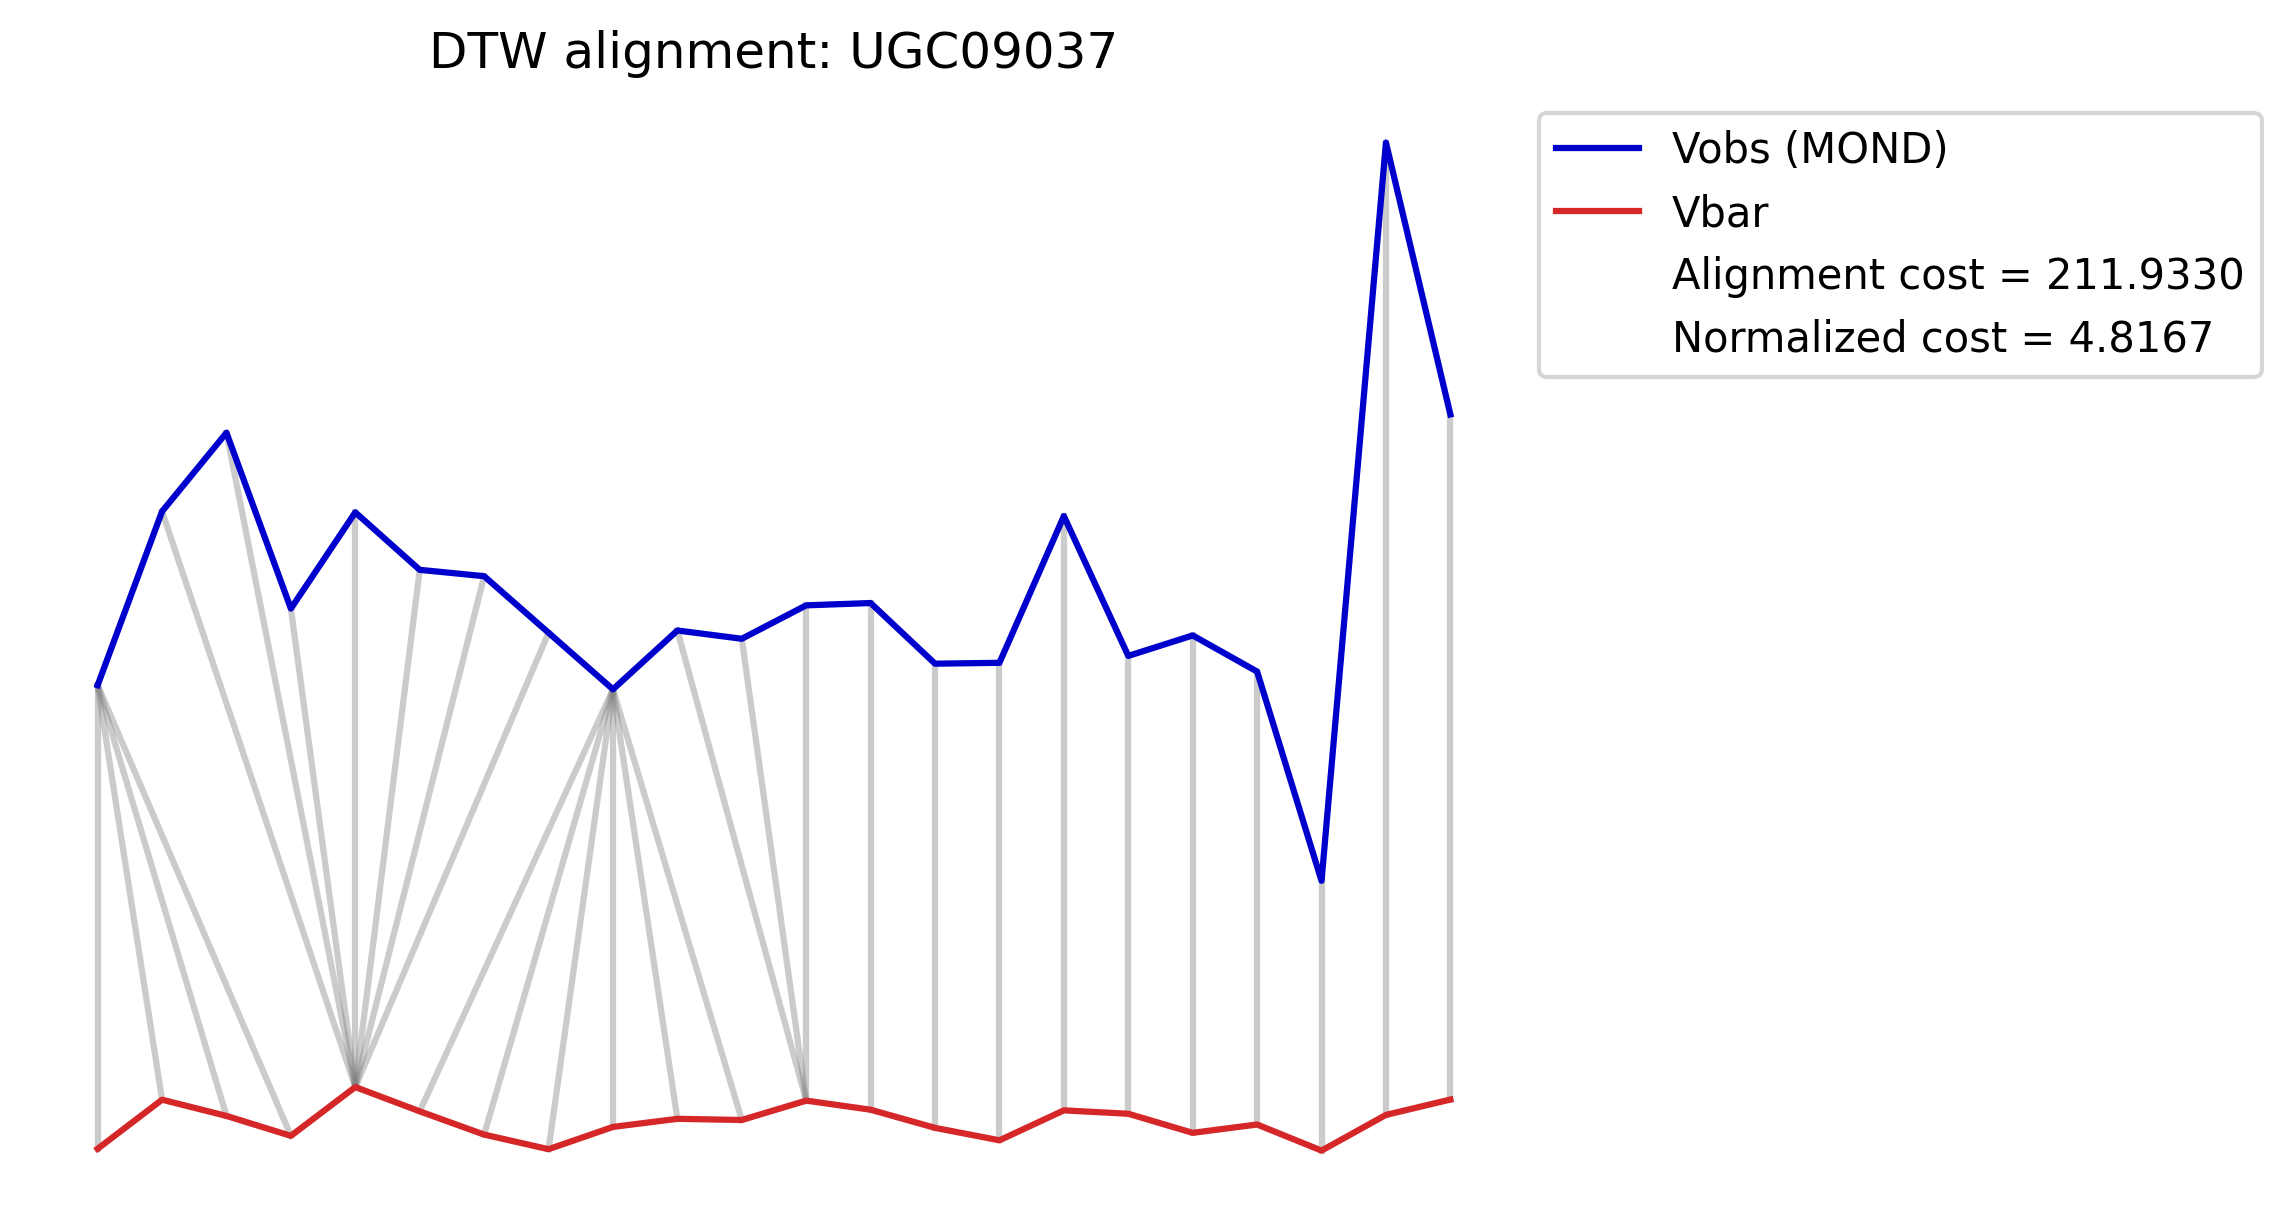 DTW alignment: UGC09037
Vobs (MOND)
Vbar
Alignment cost = 211.9330
Normalized cost = 4.8167